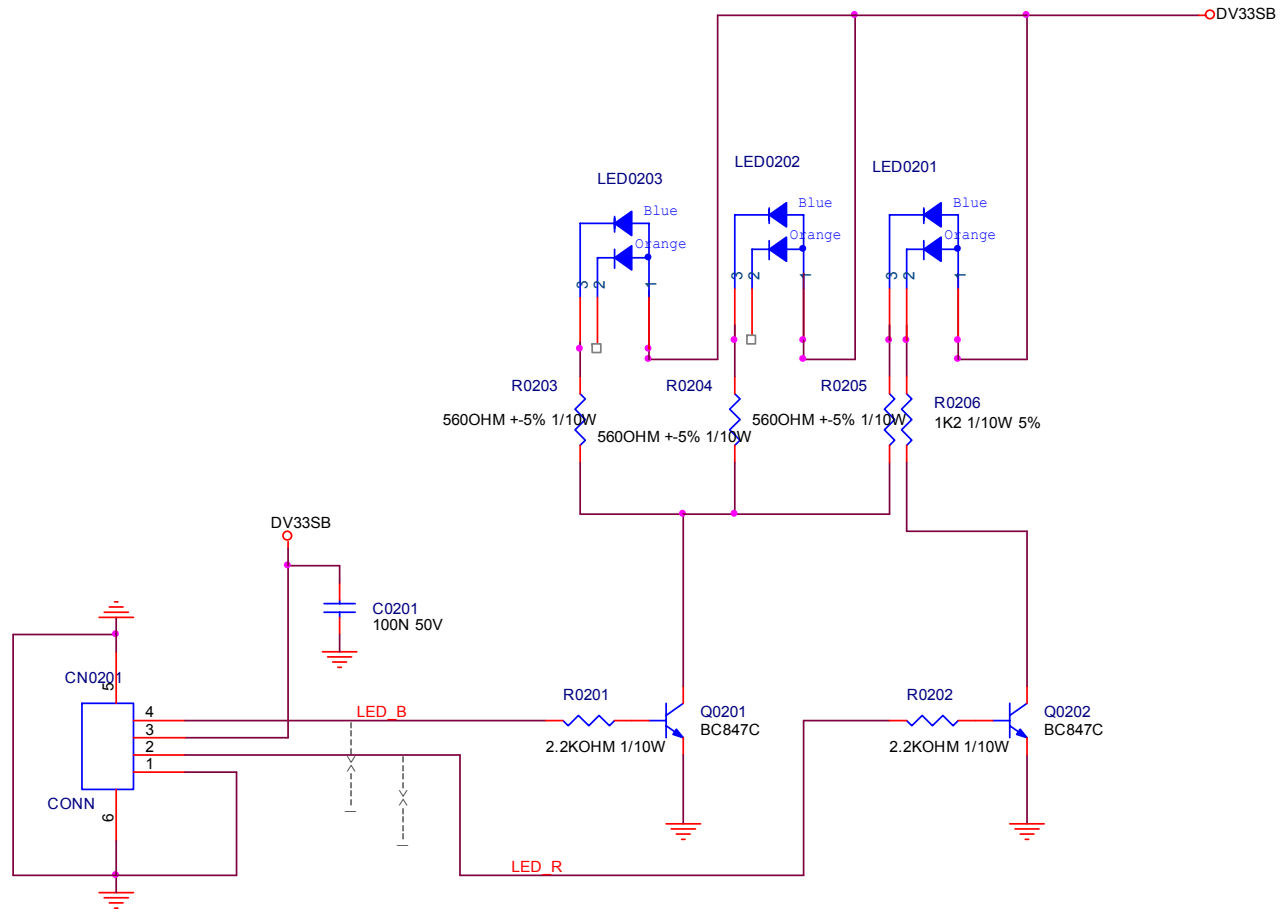 DV33SB
LED0203
LED0202
LED0201
Blue
Orange
3
2
1
Blue
Orange
3
2
1
Blue
Orange
3
2
1
R0203
560OHM +-5% 1/10W
R0204
560OHM +-5% 1/10W
R0205
560OHM +-5% 1/10W
R0206
1K2 1/10W 5%
DV33SB
C0201
100N 50V
CN0201
5
4
3
2
1
6
CONN
LED_B
LED_R
R0201
2.2KOHM 1/10W
Q0201
BC847C
R0202
2.2KOHM 1/10W
Q0202
BC847C